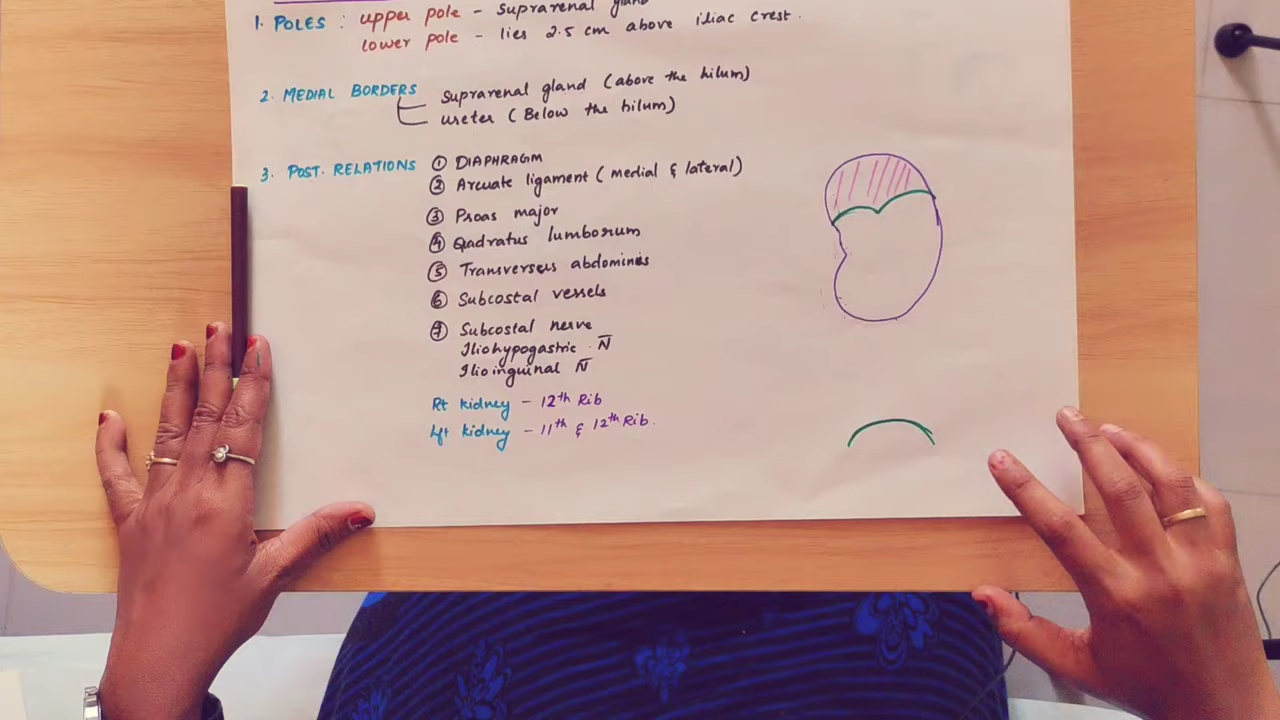 1. POLES : upper pole - suprarenal gland
lower pole - lies 2.5 cm above iliac crest.
2. MEDIAL BORDERS
suprarenal gland (above the hilum)
ureter (Below the hilum)
3. POST. RELATIONS
① DIAPHRAGM
② Arcuate ligament (medial & lateral)
③ Psoas major
④ Qadratus lumborum
⑤ Transversus abdominis
⑥ Subcostal vessels
⑦ Subcostal nerve
Iliohypogastric N̅
Ilioinguinal N̅
Rt kidney - 12th Rib
Lft kidney - 11th & 12th Rib.